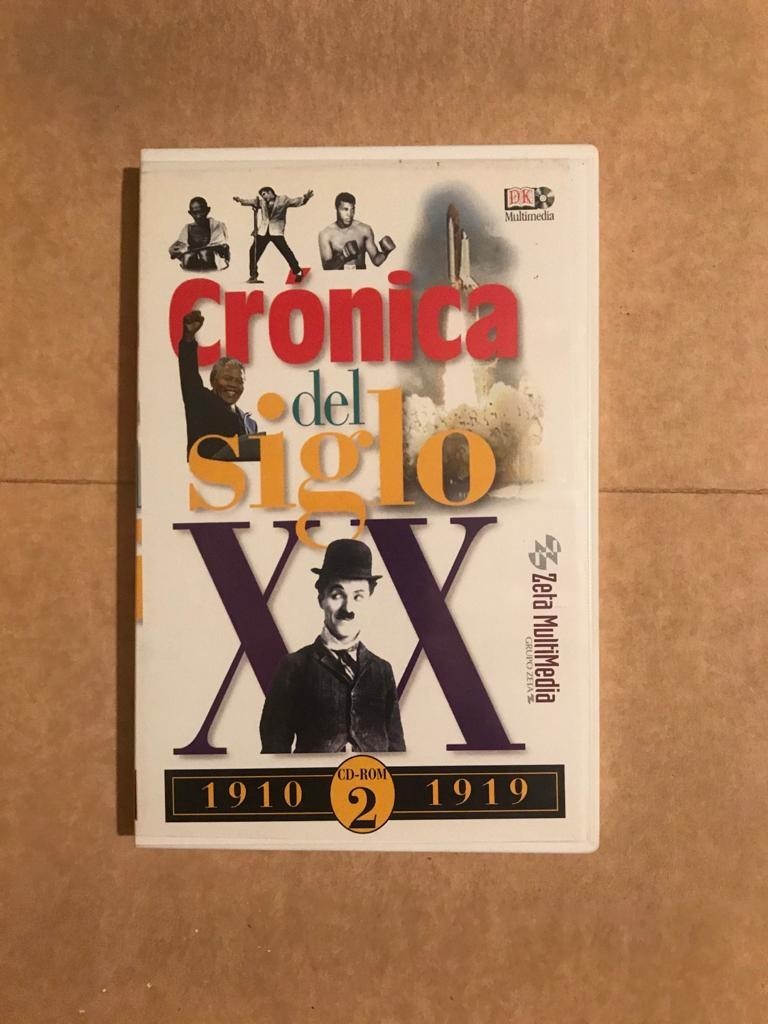 DK
Multimedia
Crónica
del
siglo
XX
Zeta MultiMedia
GRUPO ZETA
CD-ROM
1910 2 1919